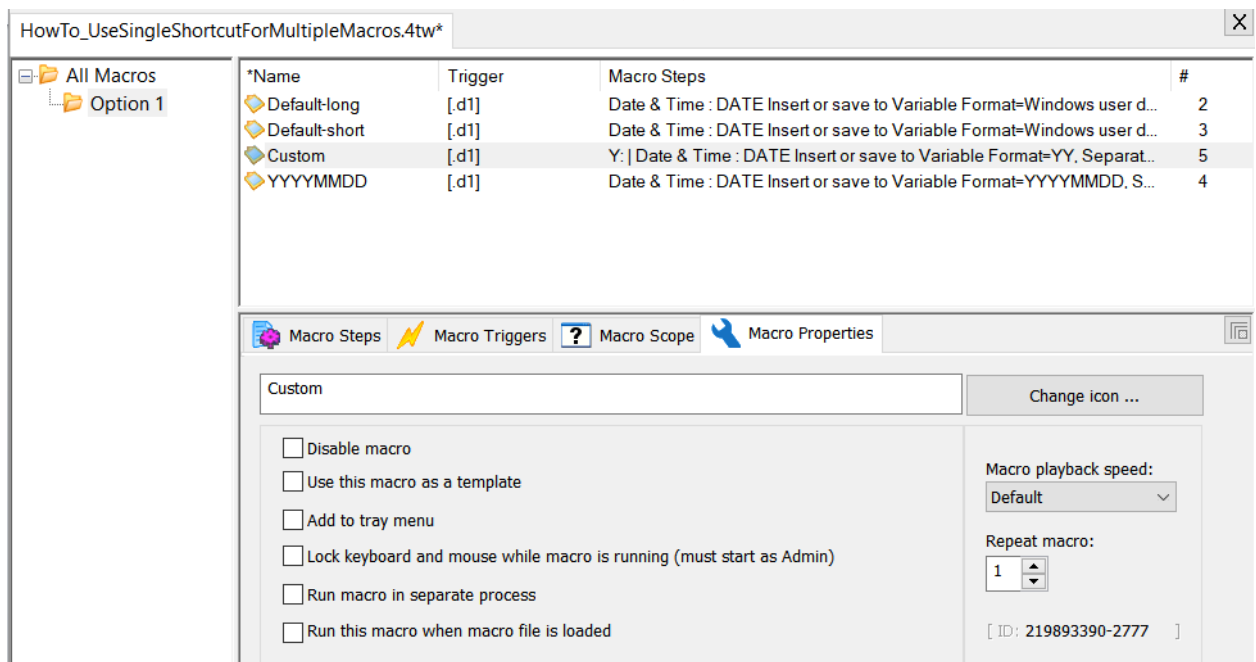 HowTo_UseSingleShortcutForMultipleMacros.4tw*
X
All Macros
Option 1
*Name Trigger Macro Steps #
Default-long [.d1] Date & Time : DATE Insert or save to Variable Format=Windows user d... 2
Default-short [.d1] Date & Time : DATE Insert or save to Variable Format=Windows user d... 3
Custom [.d1] Y: | Date & Time : DATE Insert or save to Variable Format=YY, Separat... 5
YYYYMMDD [.d1] Date & Time : DATE Insert or save to Variable Format=YYYYMMDD, S... 4
Macro Steps Macro Triggers ? Macro Scope Macro Properties
Custom
Change icon ...
Disable macro
Use this macro as a template
Add to tray menu
Lock keyboard and mouse while macro is running (must start as Admin)
Run macro in separate process
Run this macro when macro file is loaded
Macro playback speed:
Default
Repeat macro:
1
[ ID: 219893390-2777 ]